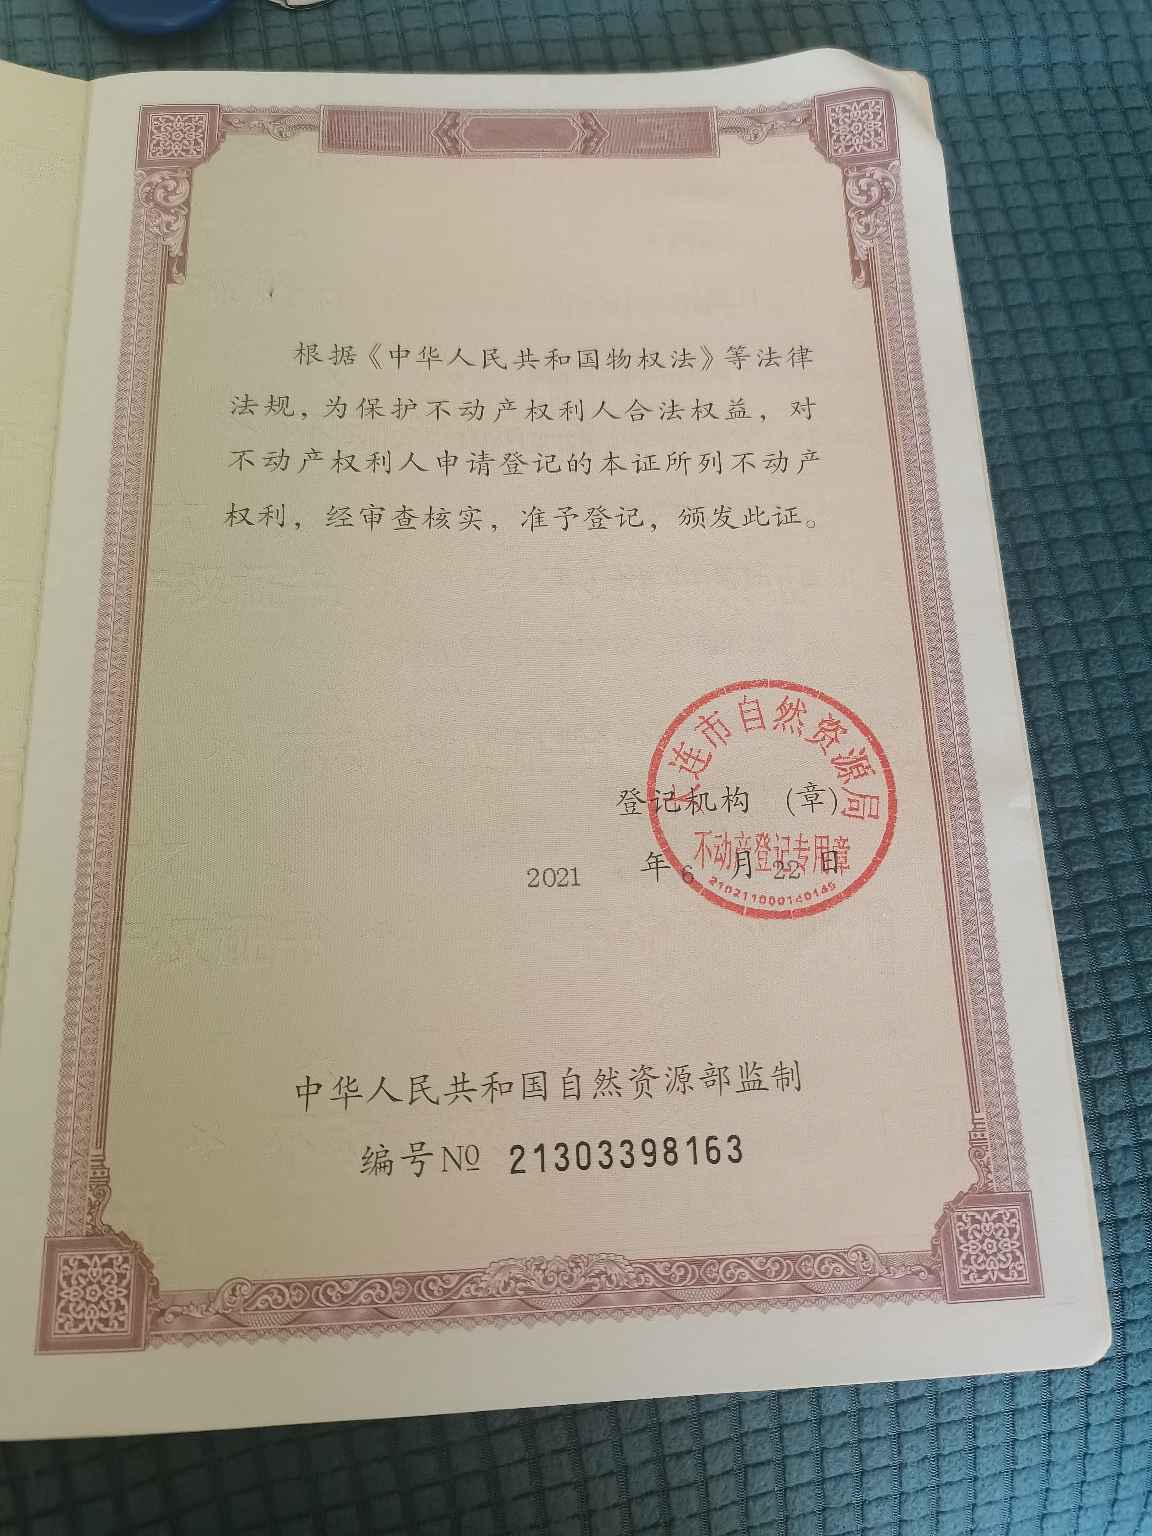 根据《中华人民共和国物权法》等法律
法规，为保护不动产权利人合法权益，对
不动产权利人申请登记的本证所列不动产
权利，经审查核实，准予登记，颁发此证。
大连市自然资源局
登记机构 （章）
不动产登记专用章
2021 年 6 月 22 日
210211000140145
中华人民共和国自然资源部监制
编号 № 21303398163